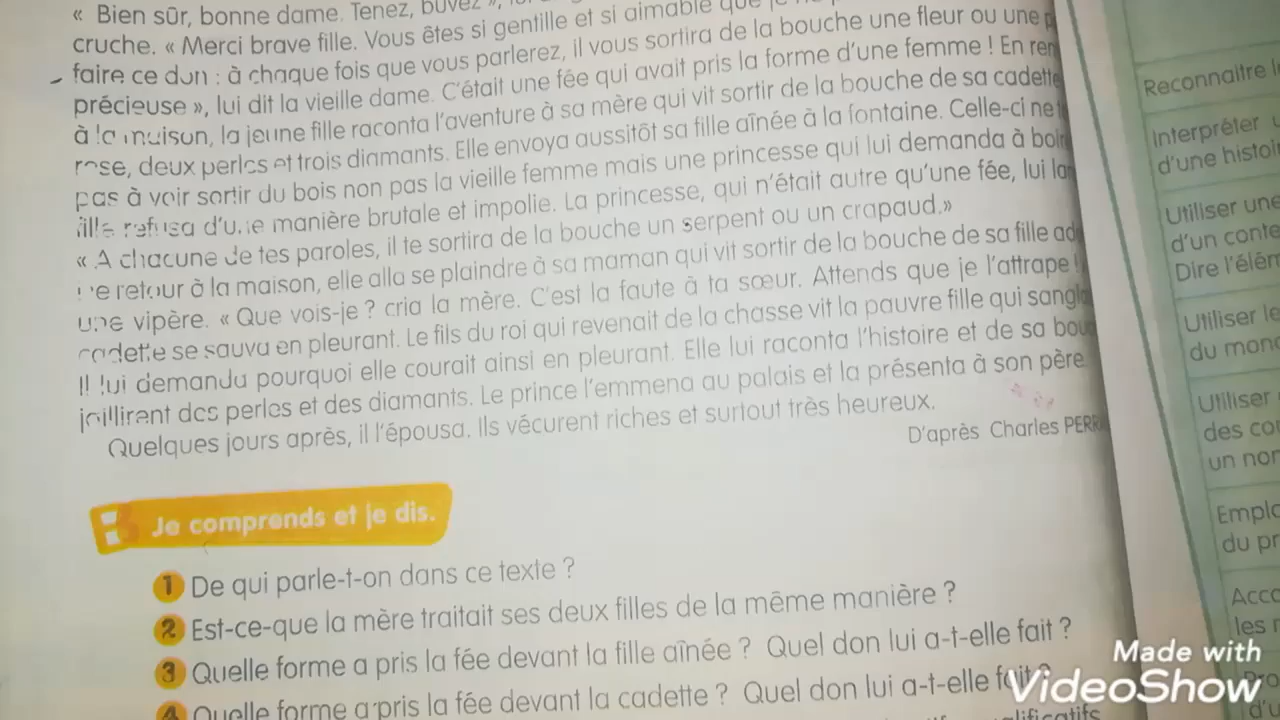 « Bien sûr, bonne dame. Tenez, buvez »,
cruche. « Merci brave fille. Vous êtes si gentille et si aimable que je
faire ce don : à chaque fois que vous parlerez, il vous sortira de la bouche une fleur ou une
précieuse », lui dit la vieille dame. C'était une fée qui avait pris la forme d'une femme ! En
à la maison, la jeune fille raconta l'aventure à sa mère qui vit sortir de la bouche de sa cadette
rose, deux perles et trois diamants. Elle envoya aussitôt sa fille aînée à la fontaine. Celle-ci ne
pas à voir sortir du bois non pas la vieille femme mais une princesse qui lui demanda à
fille refusa d'une manière brutale et impolie. La princesse, qui n'était autre qu'une fée, lui
« A chacune de tes paroles, il te sortira de la bouche un serpent ou un crapaud.»
De retour à la maison, elle alla se plaindre à sa maman qui vit sortir de la bouche de sa fille
une vipère. « Que vois-je ? cria la mère. C'est la faute à ta sœur. Attends que je l'attrape !
cadette se sauva en pleurant. Le fils du roi qui revenait de la chasse vit la pauvre fille qui
Il lui demanda pourquoi elle courait ainsi en pleurant. Elle lui raconta l'histoire et de sa
jaillirent des perles et des diamants. Le prince l'emmena au palais et la présenta à son père
Quelques jours après, il l'épousa. Ils vécurent riches et surtout très heureux.
D'après Charles
Je comprends et je dis.
1 De qui parle-t-on dans ce texte ?
2 Est-ce-que la mère traitait ses deux filles de la même manière ?
3 Quelle forme a pris la fée devant la fille aînée ? Quel don lui a-t-elle fait ?
4 Quelle forme a pris la fée devant la cadette ? Quel don lui a-t-elle fait ?
Reconnaitre
Interpréter
d'une
Utiliser une
d'un
Dire
Utiliser
du
Utiliser
des
un
du
les
Made with
VideoShow